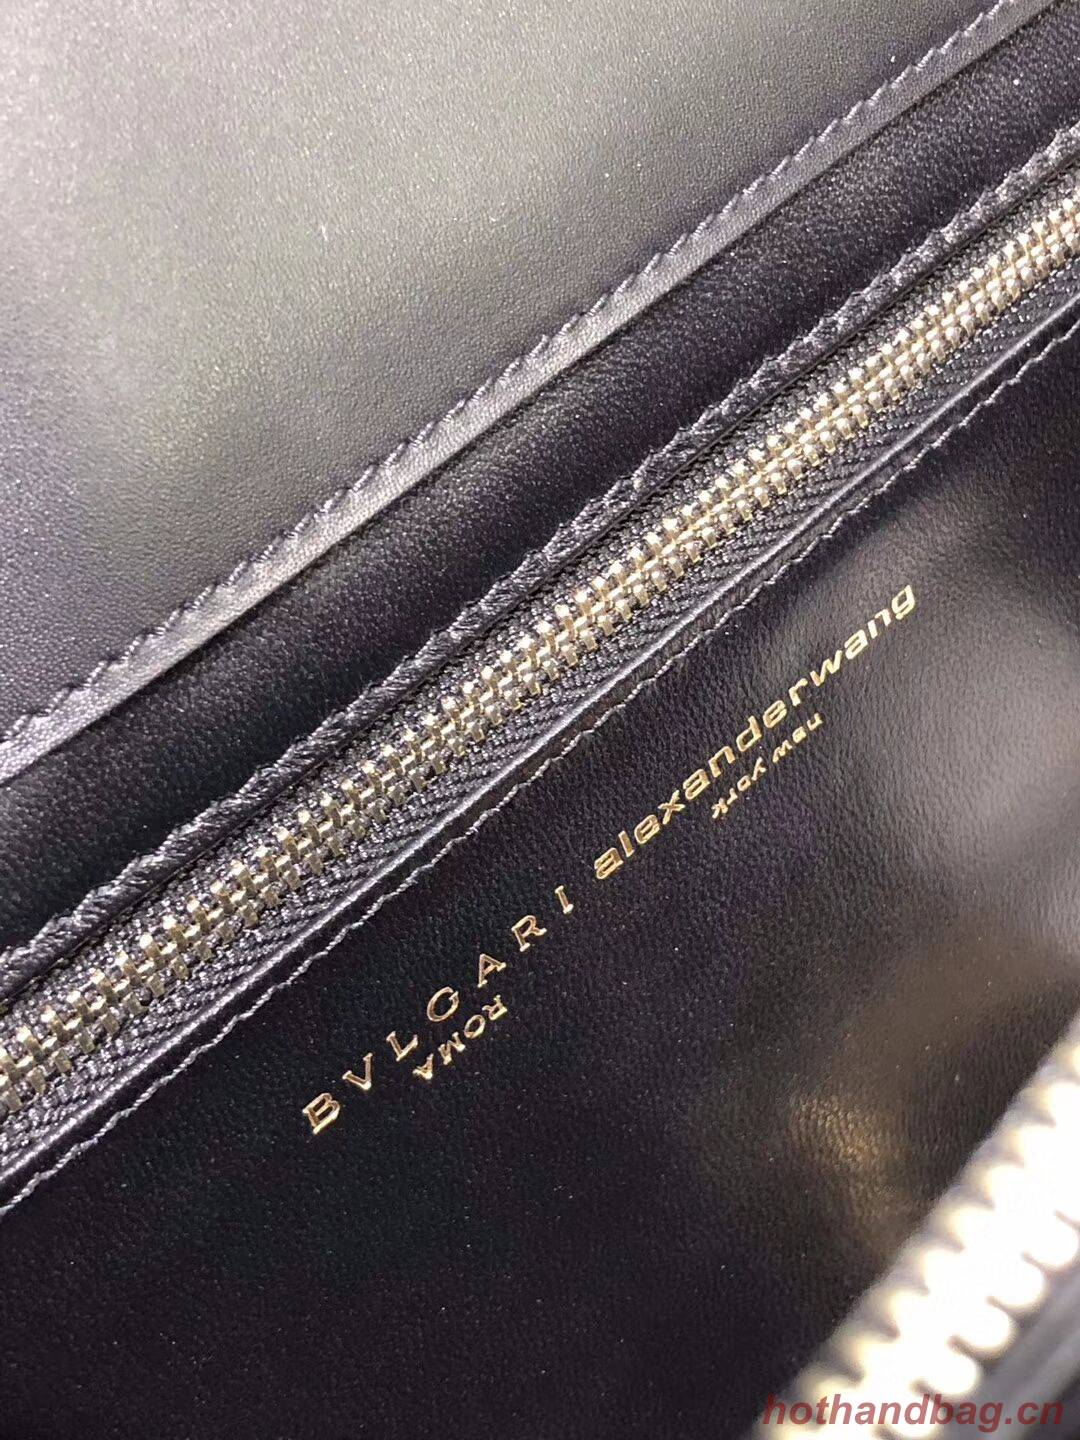 BVLGARI alexanderwang
ROMA new york
hothandbag.cn